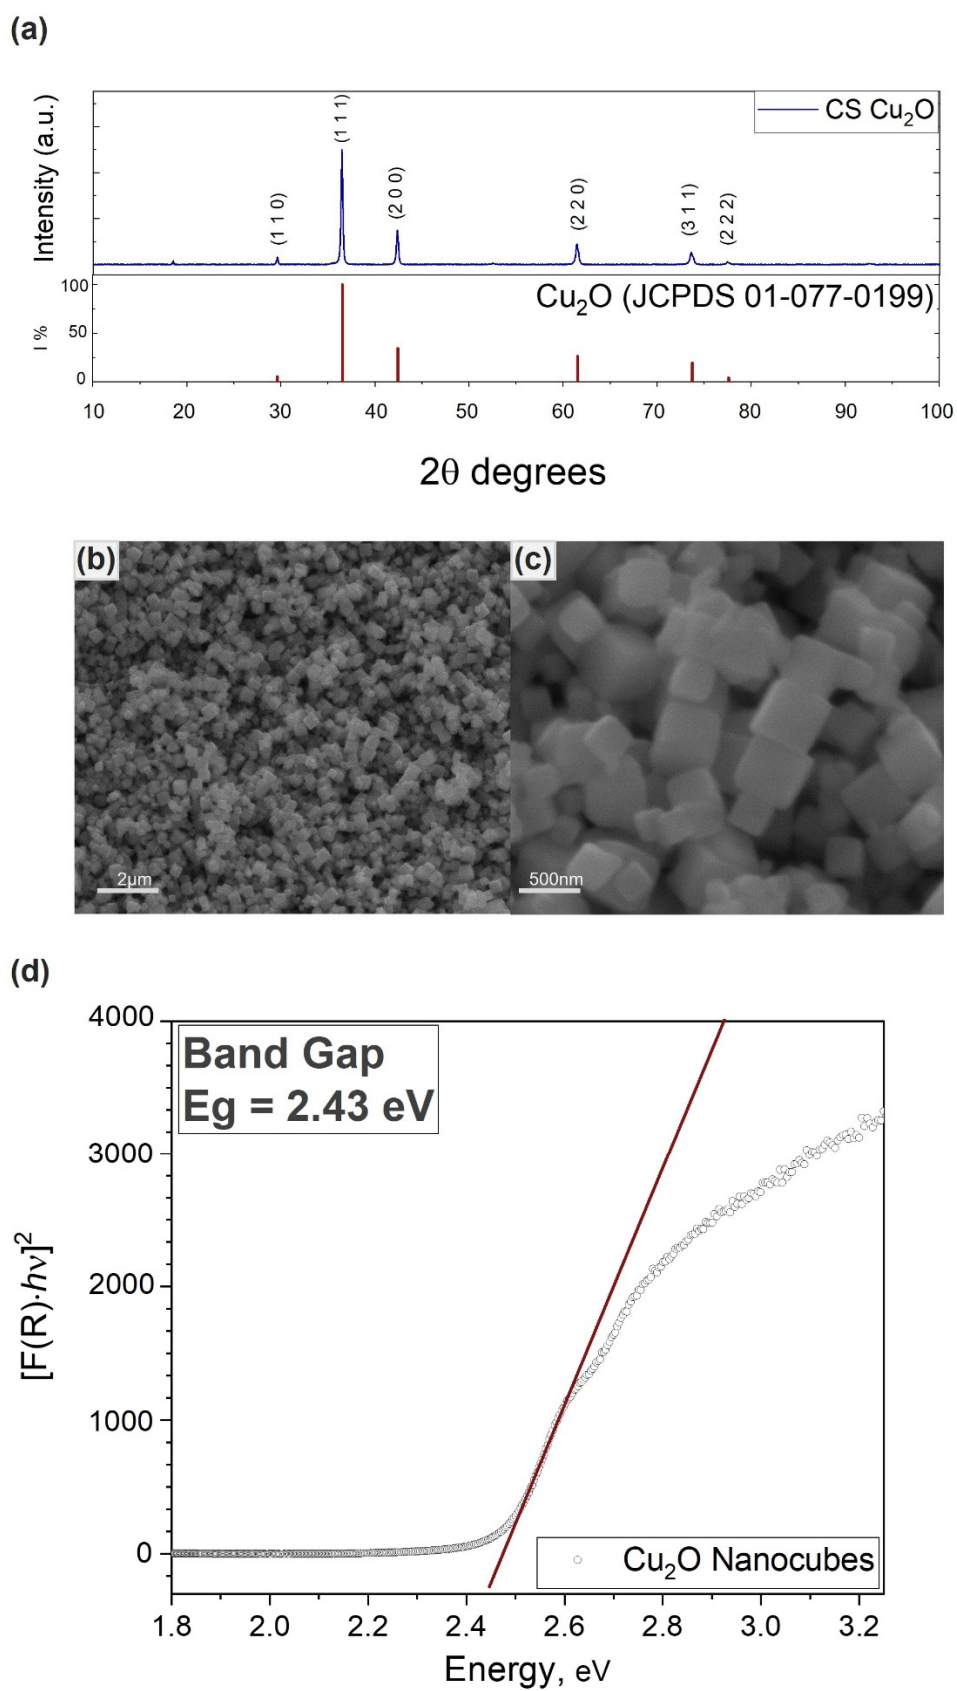 (a)
Intensity (a.u.)
(1 1 0)
(1 1 1)
(2 0 0)
(2 2 0)
(3 1 1)
(2 2 2)
CS Cu₂O
I %
100
50
0
Cu₂O (JCPDS 01-077-0199)
10 20 30 40 50 60 70 80 90 100
2θ degrees
(b)
2µm
(c)
500nm
(d)
[F(R)·hν]²
4000
3000
2000
1000
0
Band Gap
Eg = 2.43 eV
Cu₂O Nanocubes
1.8 2.0 2.2 2.4 2.6 2.8 3.0 3.2
Energy, eV